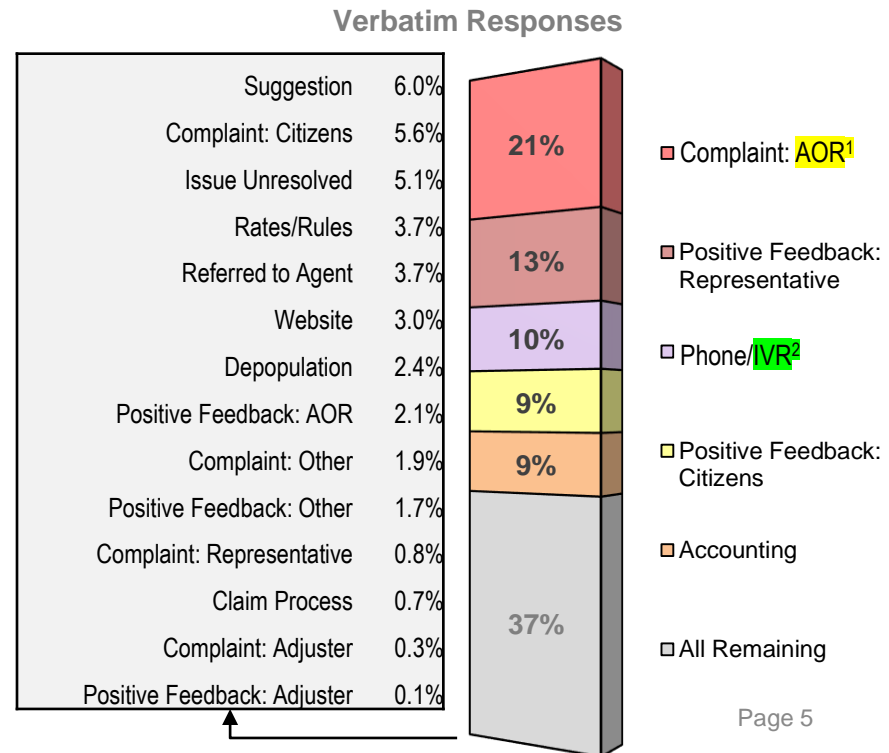 Verbatim Responses
Suggestion 6.0%
Complaint: Citizens 5.6%
Issue Unresolved 5.1%
Rates/Rules 3.7%
Referred to Agent 3.7%
Website 3.0%
Depopulation 2.4%
Positive Feedback: AOR 2.1%
Complaint: Other 1.9%
Positive Feedback: Other 1.7%
Complaint: Representative 0.8%
Claim Process 0.7%
Complaint: Adjuster 0.3%
Positive Feedback: Adjuster 0.1%
21%
13%
10%
9%
9%
37%
Complaint: AOR¹
Positive Feedback:
Representative
Phone/IVR²
Positive Feedback:
Citizens
Accounting
All Remaining
Page 5